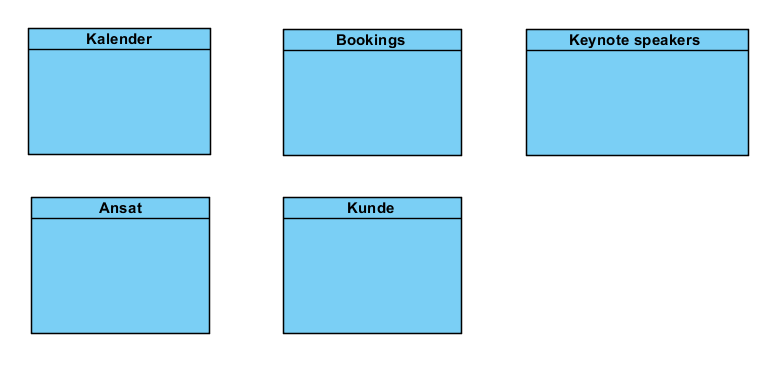 Kalender
Bookings
Keynote speakers
Ansat
Kunde